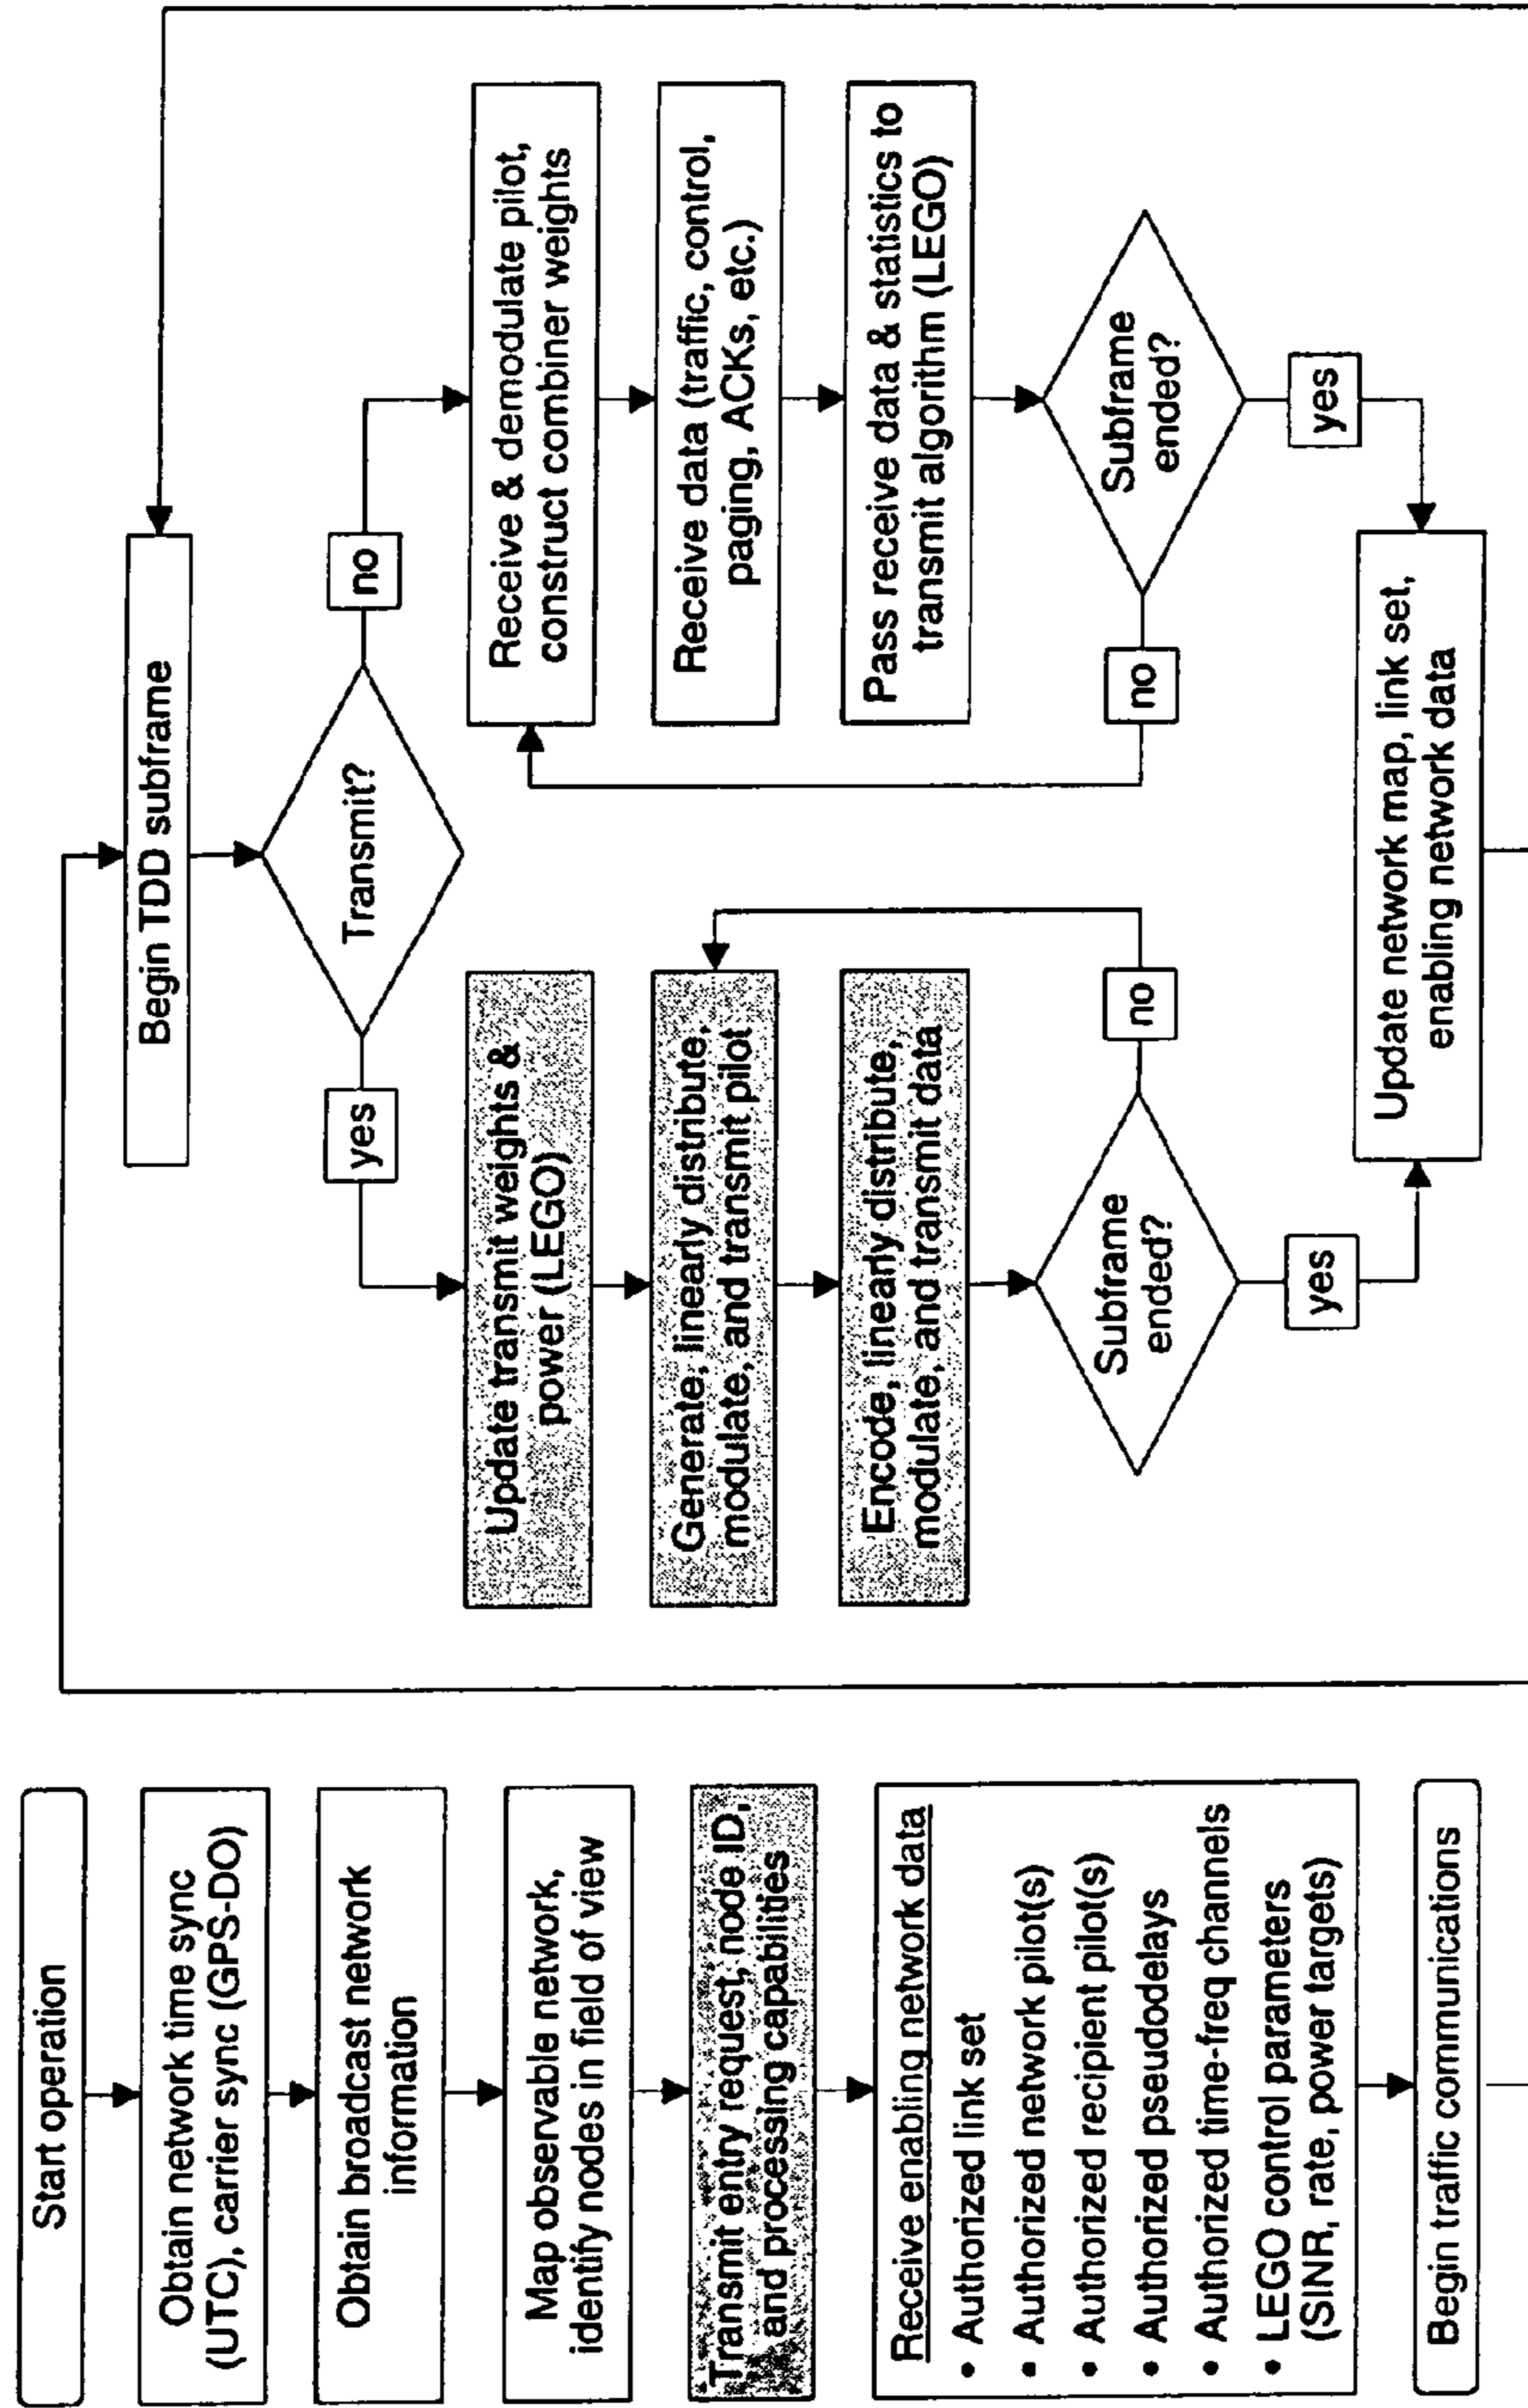 Start operation
Obtain network time sync
(UTC), carrier sync (GPS-DO)
Obtain broadcast network
information
Map observable network,
identify nodes in field of view
Transmit entry request, node ID,
and processing capabilities
Receive enabling network data
• Authorized link set
• Authorized network pilot(s)
• Authorized recipient pilot(s)
• Authorized pseudodelays
• Authorized time-freq channels
• LEGO control parameters
(SINR, rate, power targets)
Begin traffic communications
Begin TDD subframe
Transmit?
yes
no
Update transmit weights &
power (LEGO)
Generate, linearly distribute,
modulate, and transmit pilot
Encode, linearly distribute,
modulate, and transmit data
Subframe
ended?
no
yes
Receive & demodulate pilot,
construct combiner weights
Receive data (traffic, control,
paging, ACKs, etc.)
Pass receive data & statistics to
transmit algorithm (LEGO)
Subframe
ended?
no
yes
Update network map, link set,
enabling network data